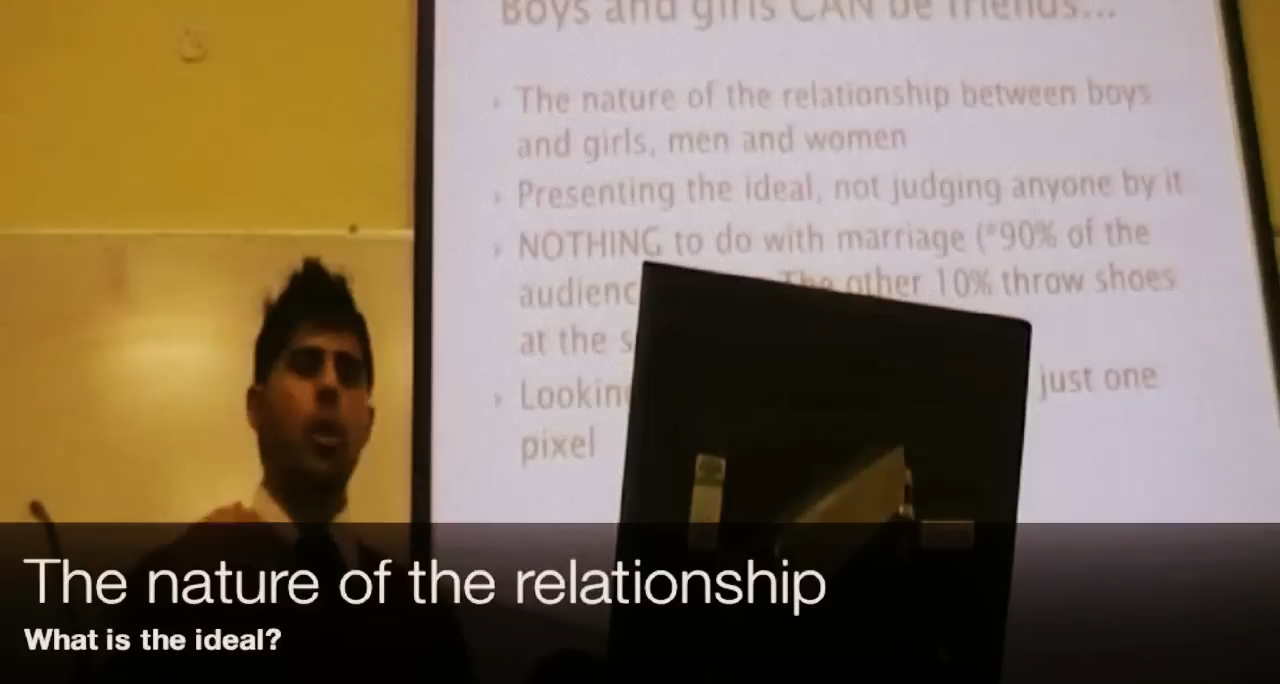 Boys and girls CAN be friends...
The nature of the relationship between boys
and girls, men and women
Presenting the ideal, not judging anyone by it
NOTHING to do with marriage (*90% of the
The other 10% throw shoes
at the
just one
pixel
The nature of the relationship
What is the ideal?